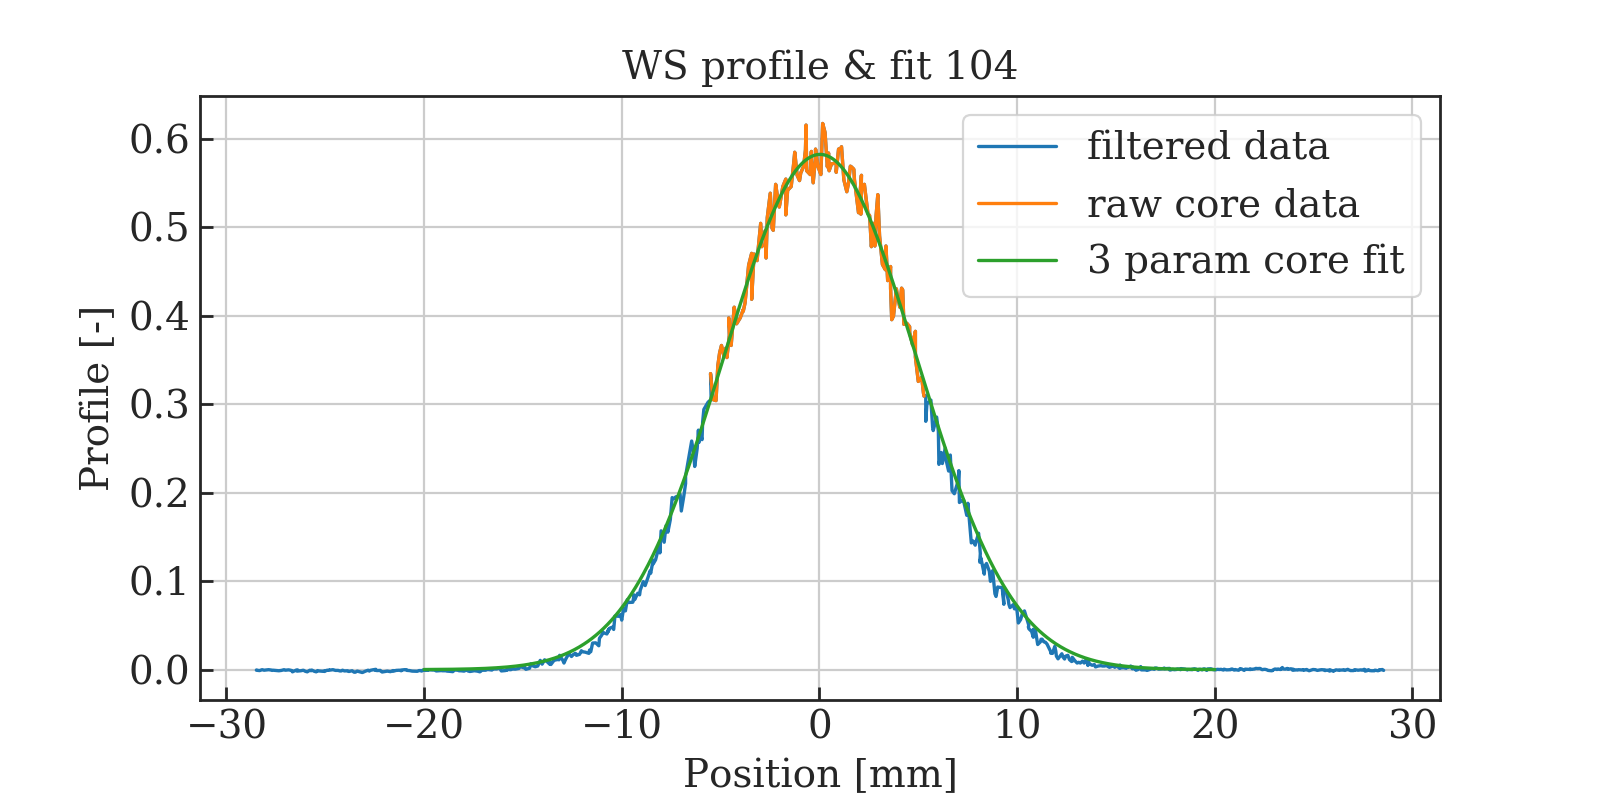 WS profile & fit 104
filtered data
raw core data
3 param core fit
Profile [-]
0.6
0.5
0.4
0.3
0.2
0.1
0.0
−30 −20 −10 0 10 20 30
Position [mm]